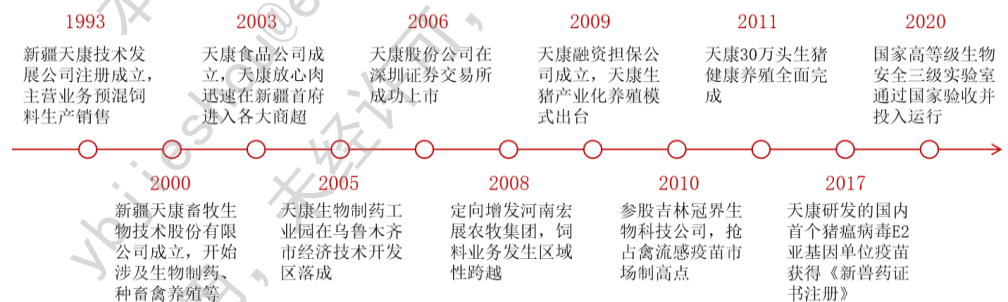 1993
新疆天康技术发
展公司注册成立，
主营业务预混饲
料生产销售
2000
新疆天康畜牧生
物技术股份有限
公司成立，开始
涉及生物制药、
种畜禽养殖等
2003
天康食品公司成
立，天康放心肉
迅速在新疆首府
进入各大商超
2005
天康生物制药工
业园在乌鲁木齐
市经济技术开发
区落成
2006
天康股份公司在
深圳证券交易所
成功上市
2008
定向增发河南宏
展农牧集团，饲
料业务发生区域
性跨越
2009
天康融资担保公
司成立，天康生
猪产业化养殖模
式出台
2010
参股吉林冠界生
物科技公司，抢
占禽流感疫苗市
场制高点
2011
天康30万头生猪
健康养殖全面完
成
2017
天康研发的国内
首个猪瘟病毒E2
亚基因单位疫苗
获得《新兽药证
书注册》
2020
国家高等级生物
安全三级实验室
通过国家验收并
投入运行
ybjieshou@e
未经许可，